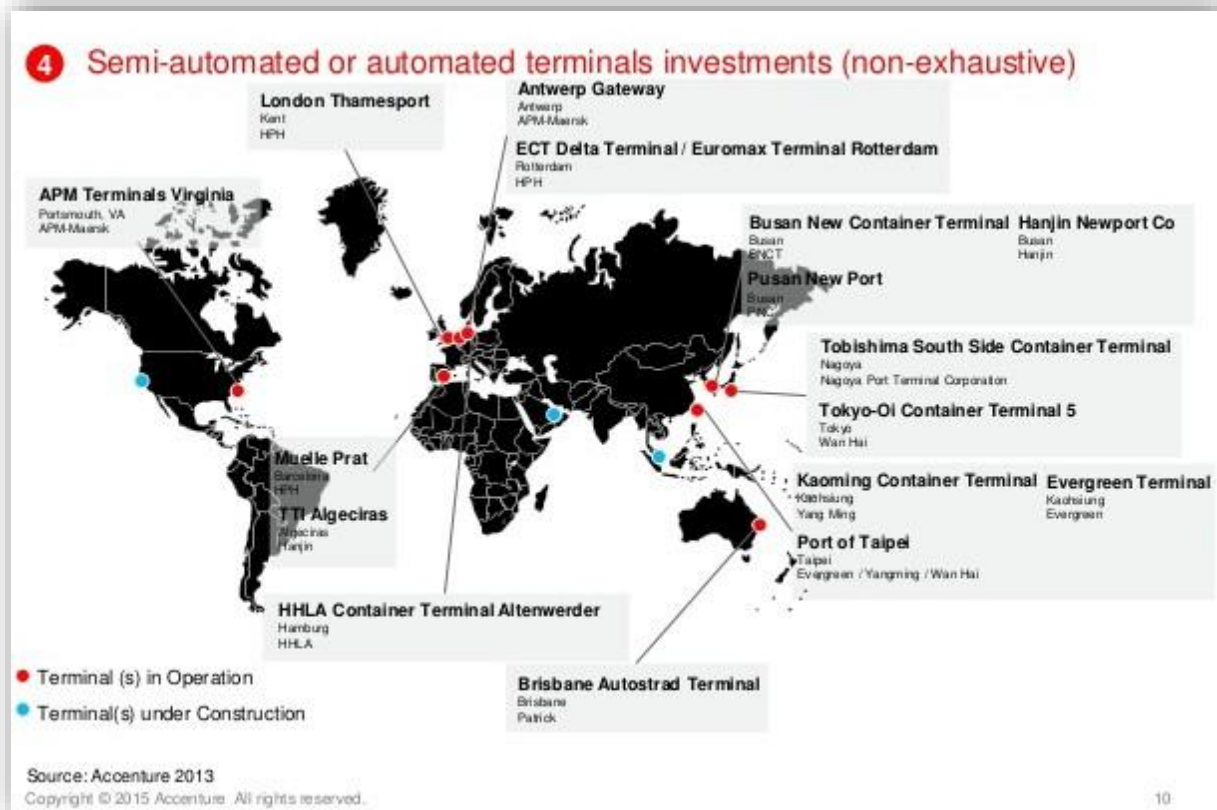 4 Semi-automated or automated terminals investments (non-exhaustive)
London Thamesport
Kent
HPH
Antwerp Gateway
Antwerp
APM-Maersk
ECT Delta Terminal / Euromax Terminal Rotterdam
Rotterdam
HPH
APM Terminals Virginia
Portsmouth, VA
APM-Maersk
Busan New Container Terminal
Busan
BNCT
Hanjin Newport Co
Busan
Hanjin
Pusan New Port
Busan
PNC
Tobishima South Side Container Terminal
Nagoya
Nagoya Port Terminal Corporation
Tokyo-Oi Container Terminal 5
Tokyo
Wan Hai
Muelle Prat
Barcelona
HPH
TTI Algeciras
Algeciras
Hanjin
Kaoming Container Terminal
Kaohsiung
Yang Ming
Evergreen Terminal
Kaohsiung
Evergreen
Port of Taipei
Taipei
Evergreen / Yangming / Wan Hai
HHLA Container Terminal Altenwerder
Hamburg
HHLA
Brisbane Autostrad Terminal
Brisbane
Patrick
Terminal (s) in Operation
Terminal(s) under Construction
Source: Accenture 2013
Copyright © 2015 Accenture All rights reserved.
10